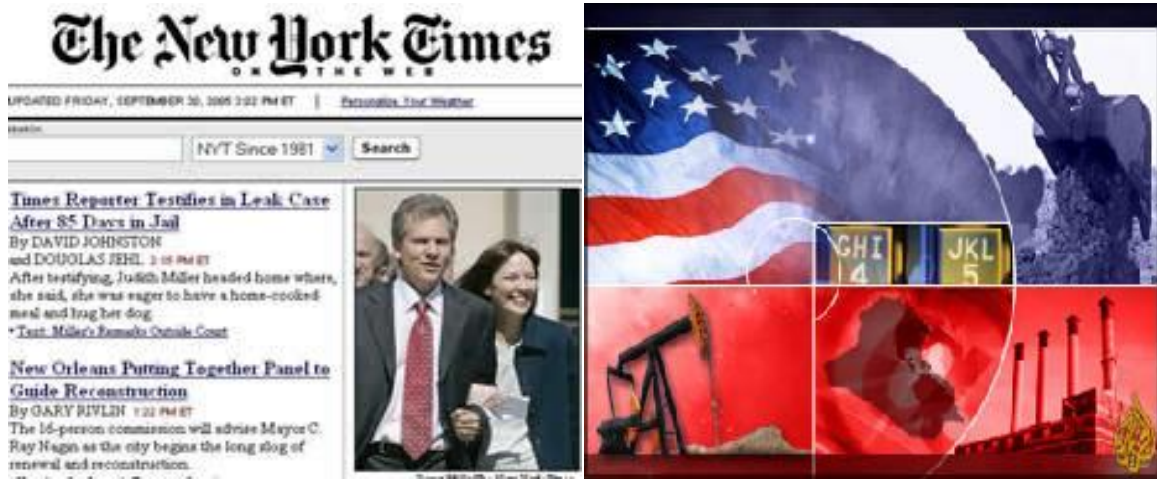 The New York Times
ON THE WEB
UPDATED FRIDAY, SEPTEMBER 30, 2005 3:02 PM ET | Personalize Your Weather
NYT Since 1981 Search
Times Reporter Testifies in Leak Case
After 85 Days in Jail
By DAVID JOHNSTON
and DOUGLAS JEHL 2:15 PM ET
After testifying, Judith Miller headed home where,
she said, she was eager to have a home-cooked
meal and hug her dog.
Text: Miller's Remarks Outside Court
New Orleans Putting Together Panel to
Guide Reconstruction
By GARY RIVLIN 1:22 PM ET
The 16-person commission will advise Mayor C.
Ray Nagin as the city begins the long slog of
renewal and reconstruction.
GHI JKL
4 5